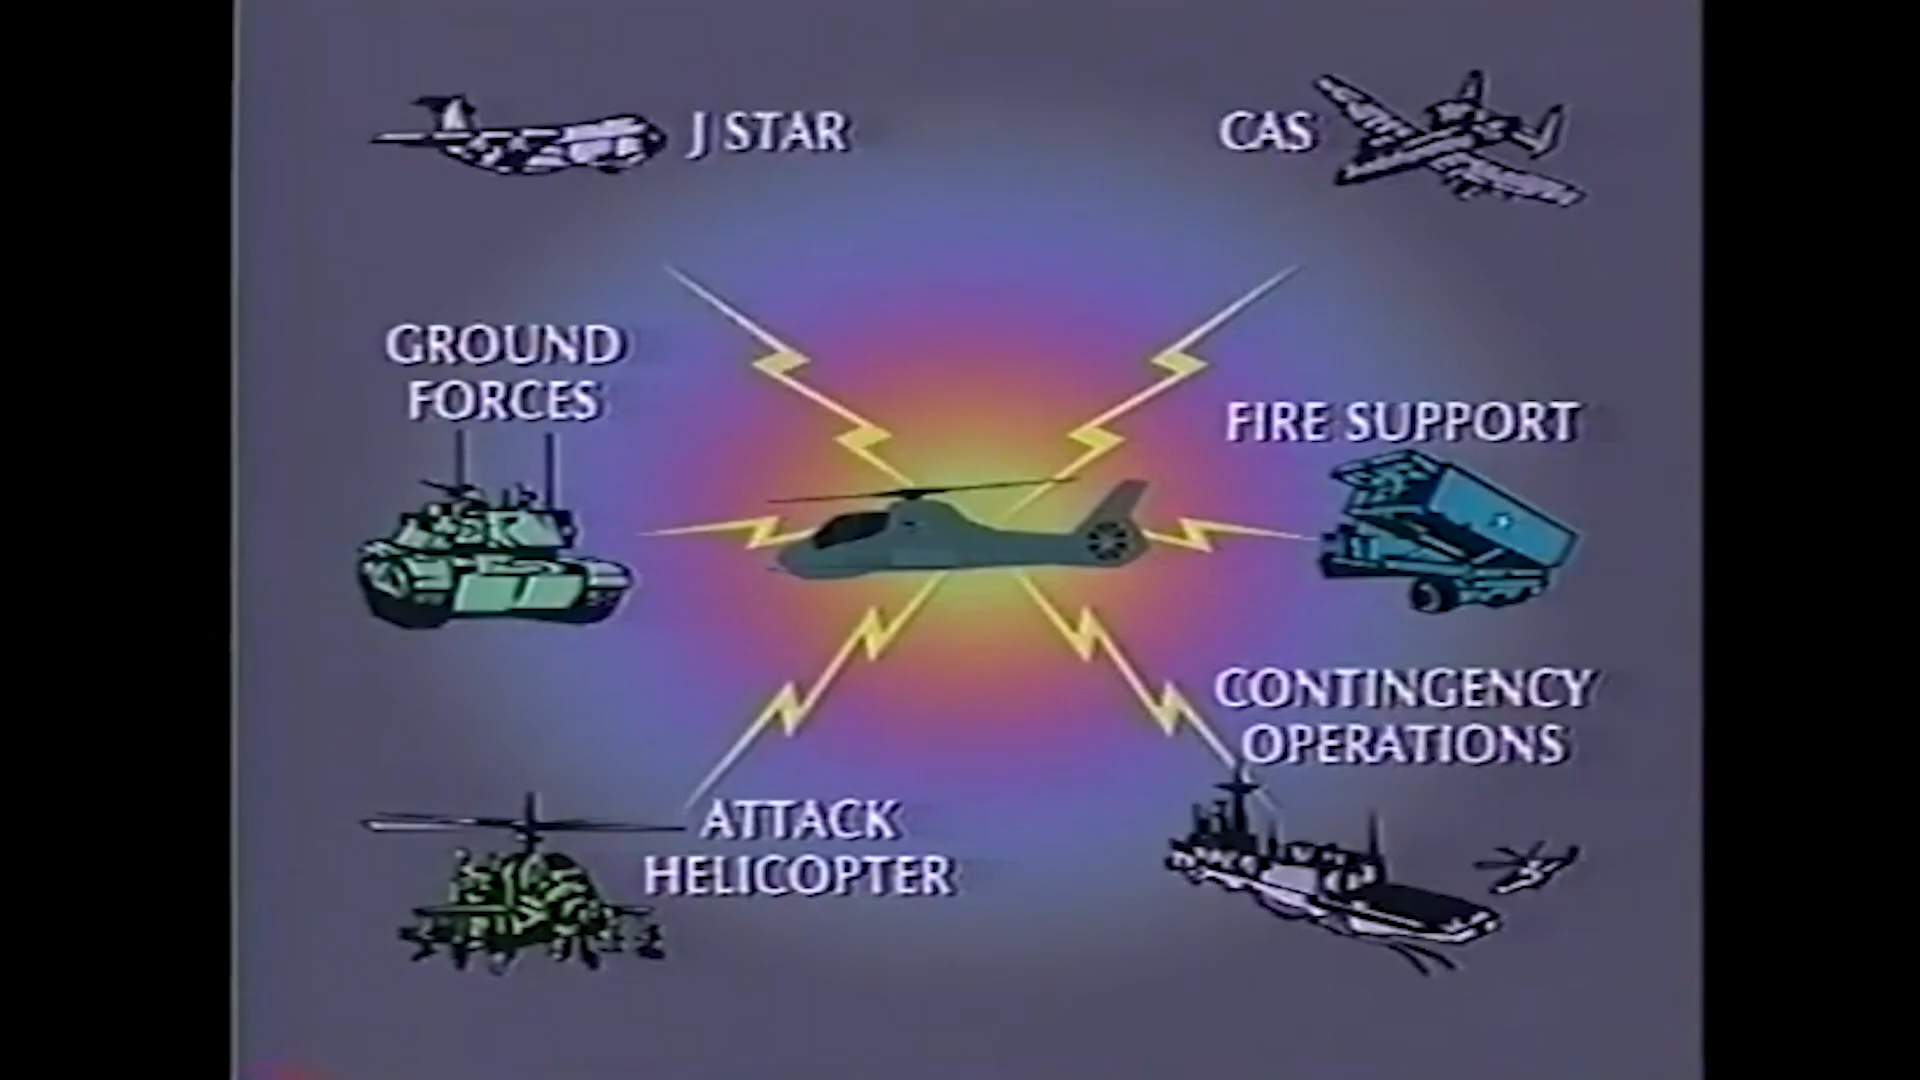 J STAR
CAS
GROUND
FORCES
FIRE SUPPORT
CONTINGENCY
OPERATIONS
ATTACK
HELICOPTER